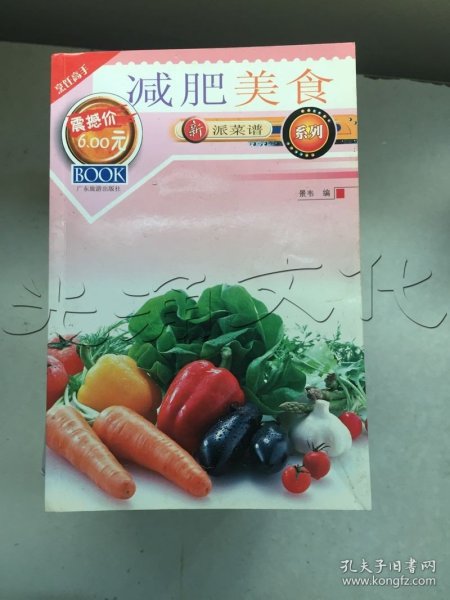 烹饪高手
减肥美食
震撼价
6.00元
BOOK
广东旅游出版社
新派菜谱
系列
景韦 编
文化
孔夫子旧书网
www.kongfz.com